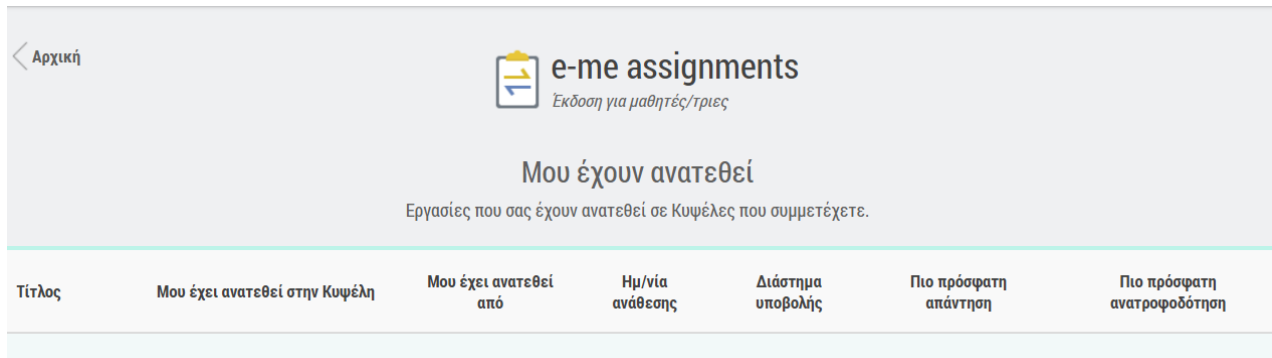 Αρχική
e-me assignments
Έκδοση για μαθητές/τριες
Μου έχουν ανατεθεί
Εργασίες που σας έχουν ανατεθεί σε Κυψέλες που συμμετέχετε.
Τίτλος
Μου έχει ανατεθεί στην Κυψέλη
Μου έχει ανατεθεί
από
Ημ/νία
ανάθεσης
Διάστημα
υποβολής
Πιο πρόσφατη
απάντηση
Πιο πρόσφατη
ανατροφοδότηση